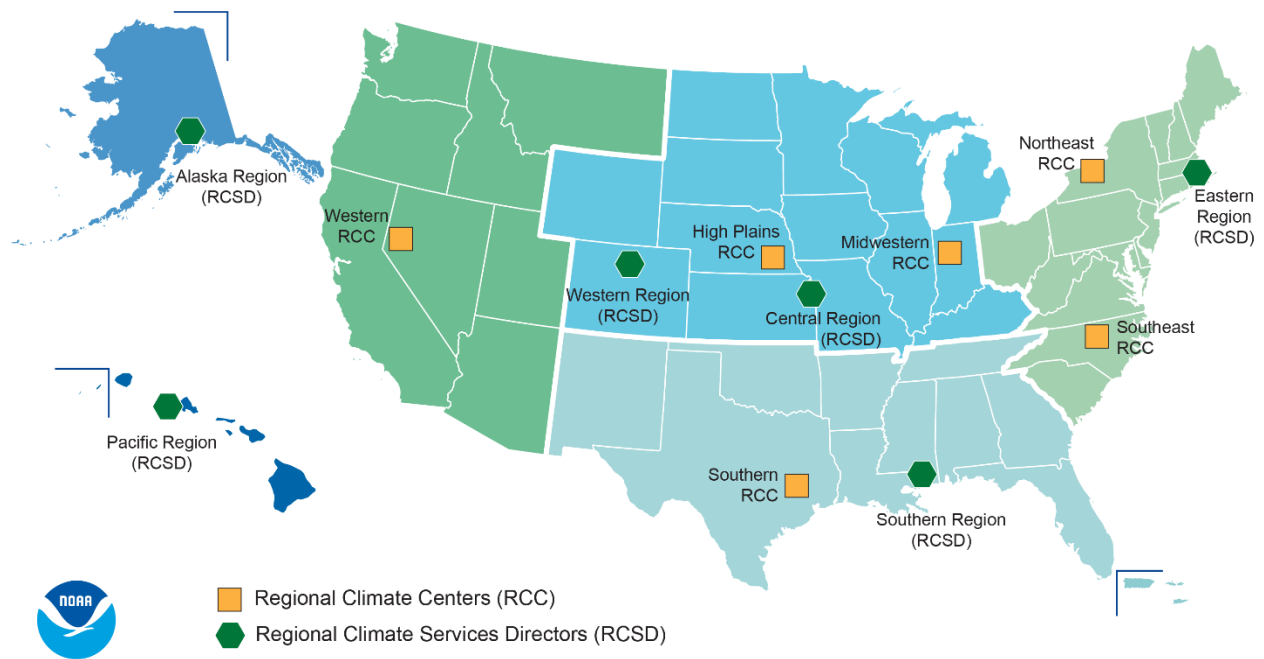 Alaska Region
(RCSD)
Western
RCC
High Plains
RCC
Midwestern
RCC
Northeast
RCC
Eastern
Region
(RCSD)
Western Region
(RCSD)
Central Region
(RCSD)
Southeast
RCC
Pacific Region
(RCSD)
Southern
RCC
Southern Region
(RCSD)
NOAA
Regional Climate Centers (RCC)
Regional Climate Services Directors (RCSD)